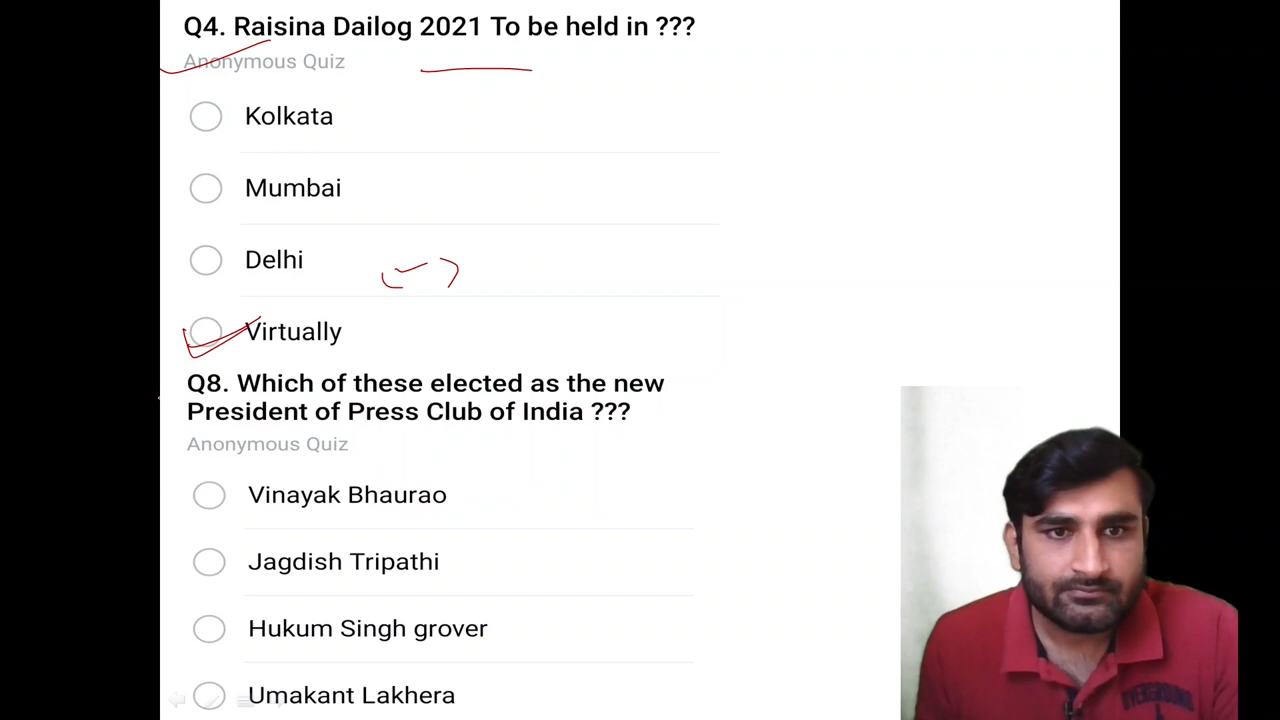 Q4. Raisina Dailog 2021 To be held in ???
Anonymous Quiz
Kolkata
Mumbai
Delhi
Virtually
Q8. Which of these elected as the new
President of Press Club of India ???
Anonymous Quiz
Vinayak Bhaurao
Jagdish Tripathi
Hukum Singh grover
Umakant Lakhera